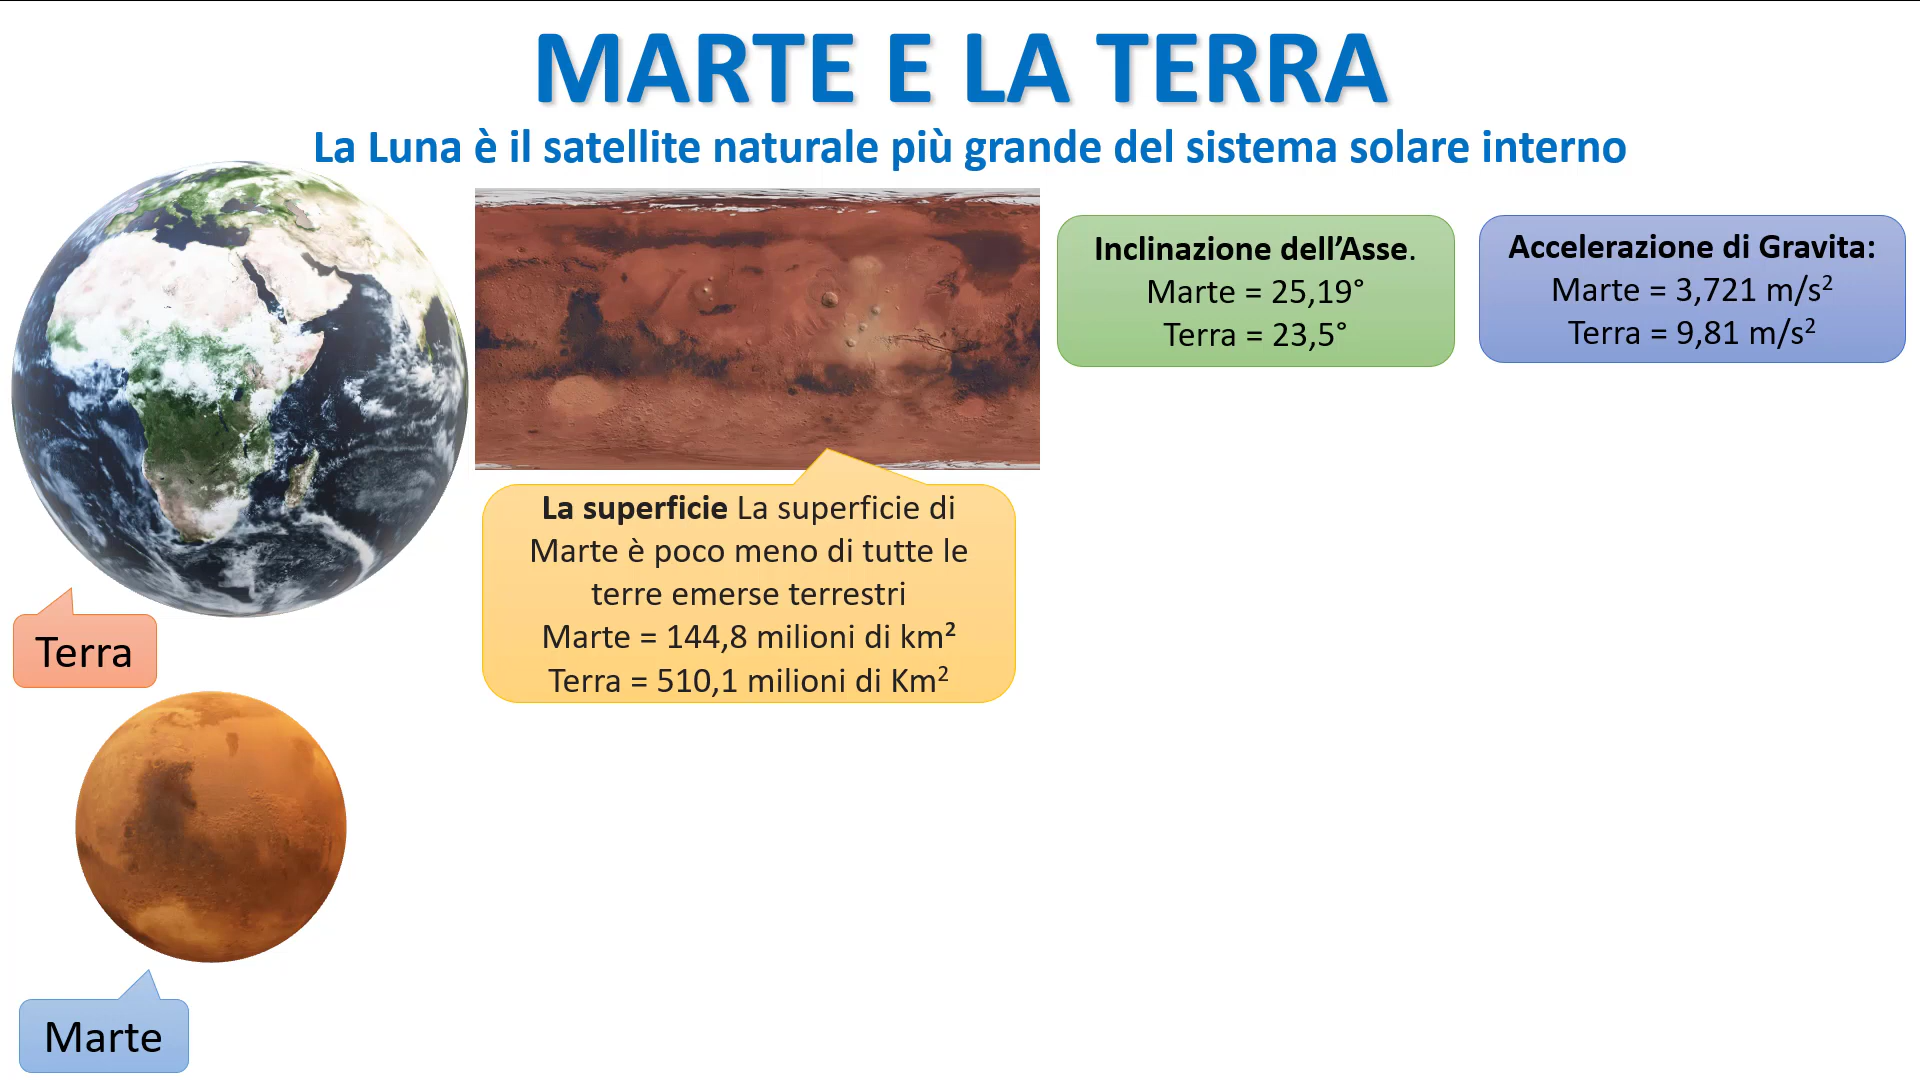 MARTE E LA TERRA
La Luna è il satellite naturale più grande del sistema solare interno
Inclinazione dell’Asse.
Marte = 25,19°
Terra = 23,5°
Accelerazione di Gravita:
Marte = 3,721 m/s²
Terra = 9,81 m/s²
La superficie La superficie di
Marte è poco meno di tutte le
terre emerse terrestri
Marte = 144,8 milioni di km²
Terra = 510,1 milioni di Km²
Terra
Marte